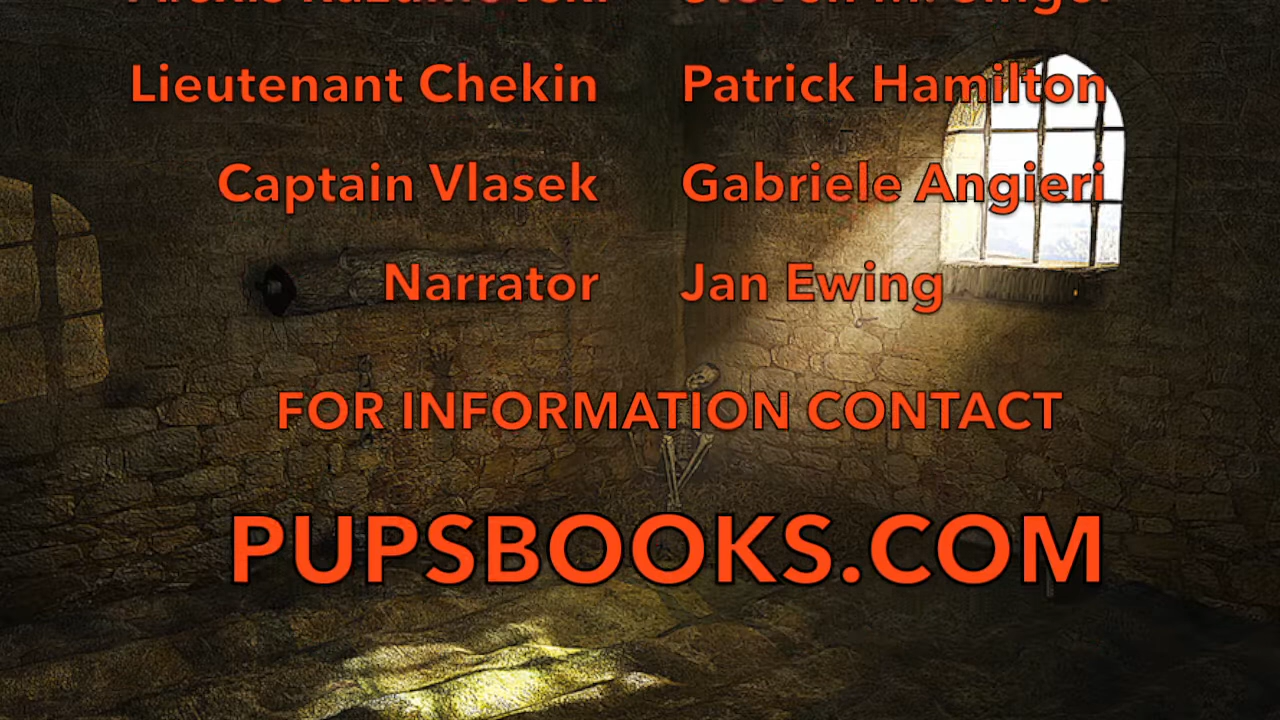 Lieutenant Chekin Patrick Hamilton
Captain Vlasek Gabriele Angieri
Narrator Jan Ewing
FOR INFORMATION CONTACT
PUPSBOOKS.COM